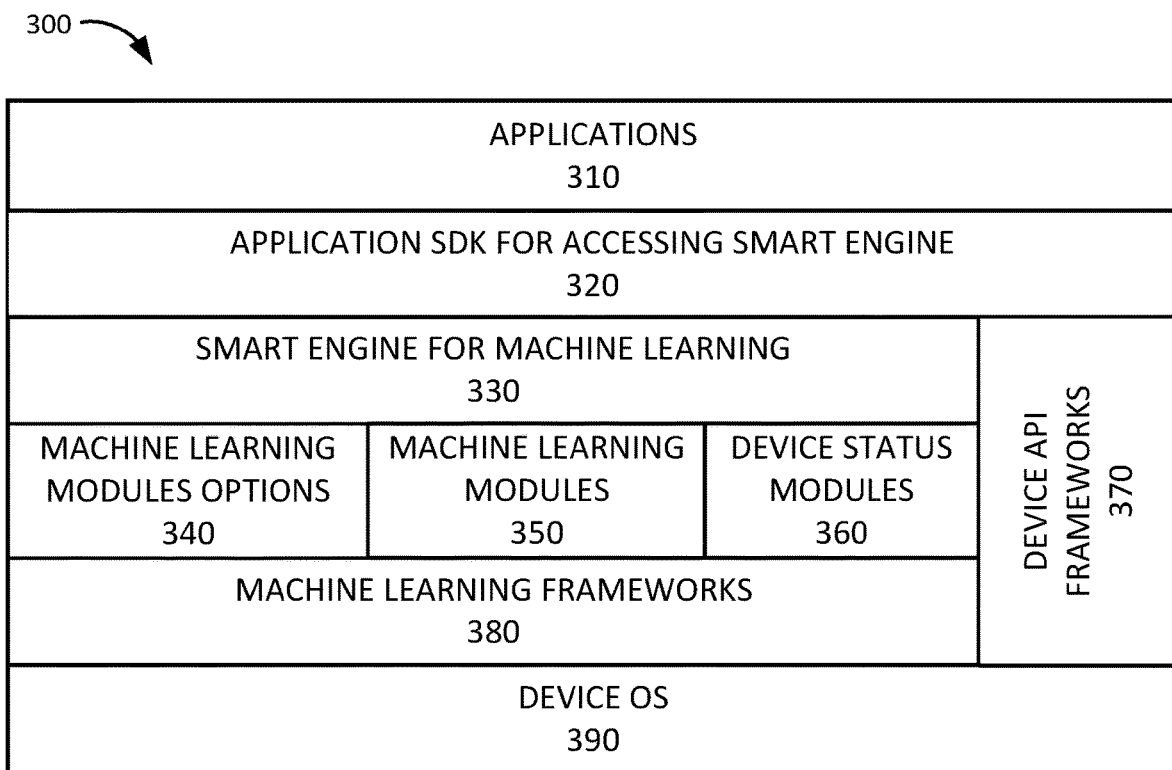 300
APPLICATIONS
310
APPLICATION SDK FOR ACCESSING SMART ENGINE
320
SMART ENGINE FOR MACHINE LEARNING
330
MACHINE LEARNING
MODULES OPTIONS
340
MACHINE LEARNING
MODULES
350
DEVICE STATUS
MODULES
360
DEVICE API
FRAMEWORKS
370
MACHINE LEARNING FRAMEWORKS
380
DEVICE OS
390